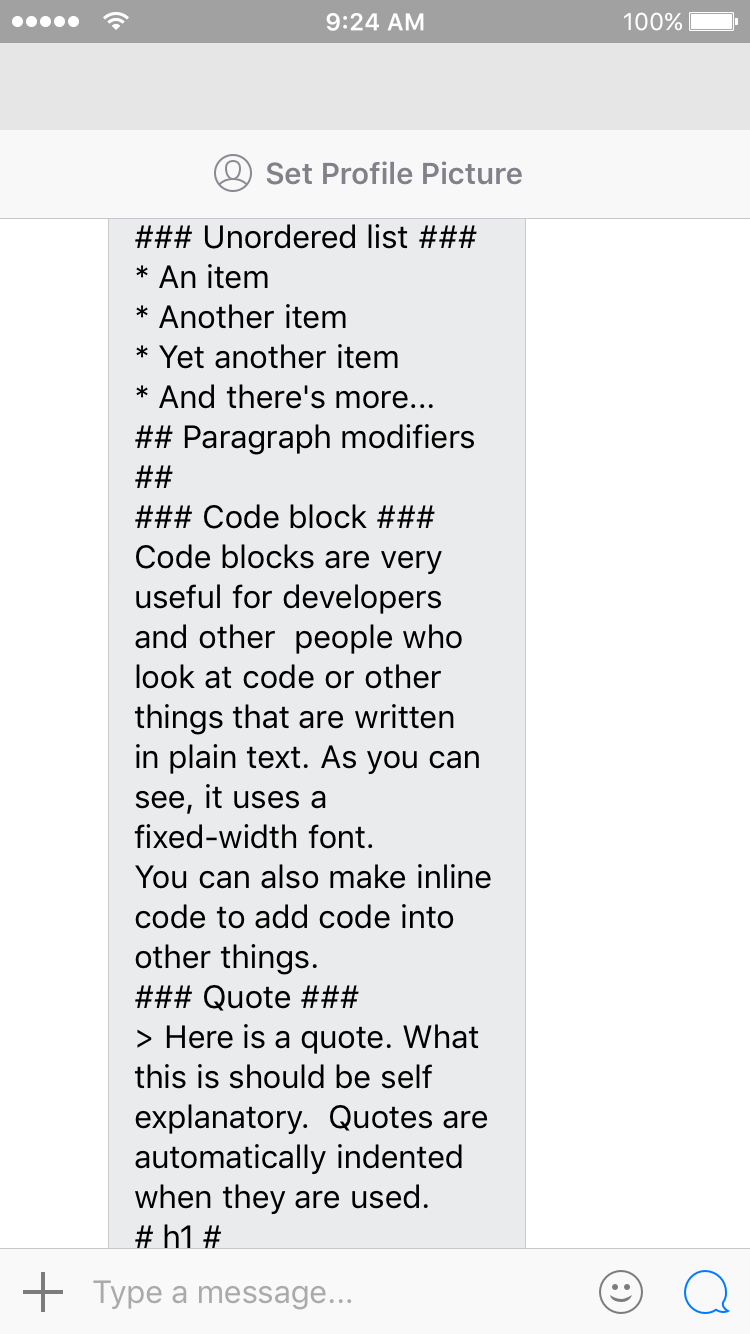 9:24 AM 100%
Set Profile Picture
### Unordered list ###
* An item
* Another item
* Yet another item
* And there's more...
## Paragraph modifiers
##
### Code block ###
Code blocks are very
useful for developers
and other  people who
look at code or other
things that are written
in plain text. As you can
see, it uses a
fixed-width font.
You can also make inline
code to add code into
other things.
### Quote ###
> Here is a quote. What
this is should be self
explanatory.  Quotes are
automatically indented
when they are used.
# h1 #
Type a message...